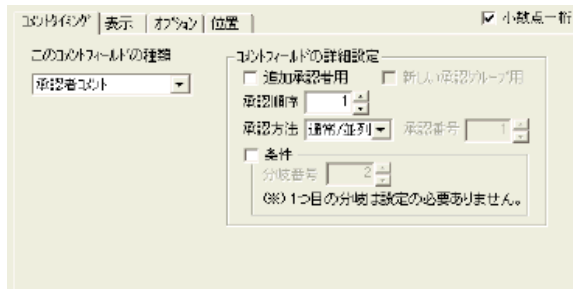 コメントタイミング 表示 オプション 位置
小数点一桁
このコメントフィールドの種類
承認者コメント
コメントフィールドの詳細設定
追加承認者用 新しい承認グループ用
承認順序 1
承認方法 通常/並列 承認番号 1
条件
分岐番号 2
(※) 1つ目の分岐は設定の必要ありません。